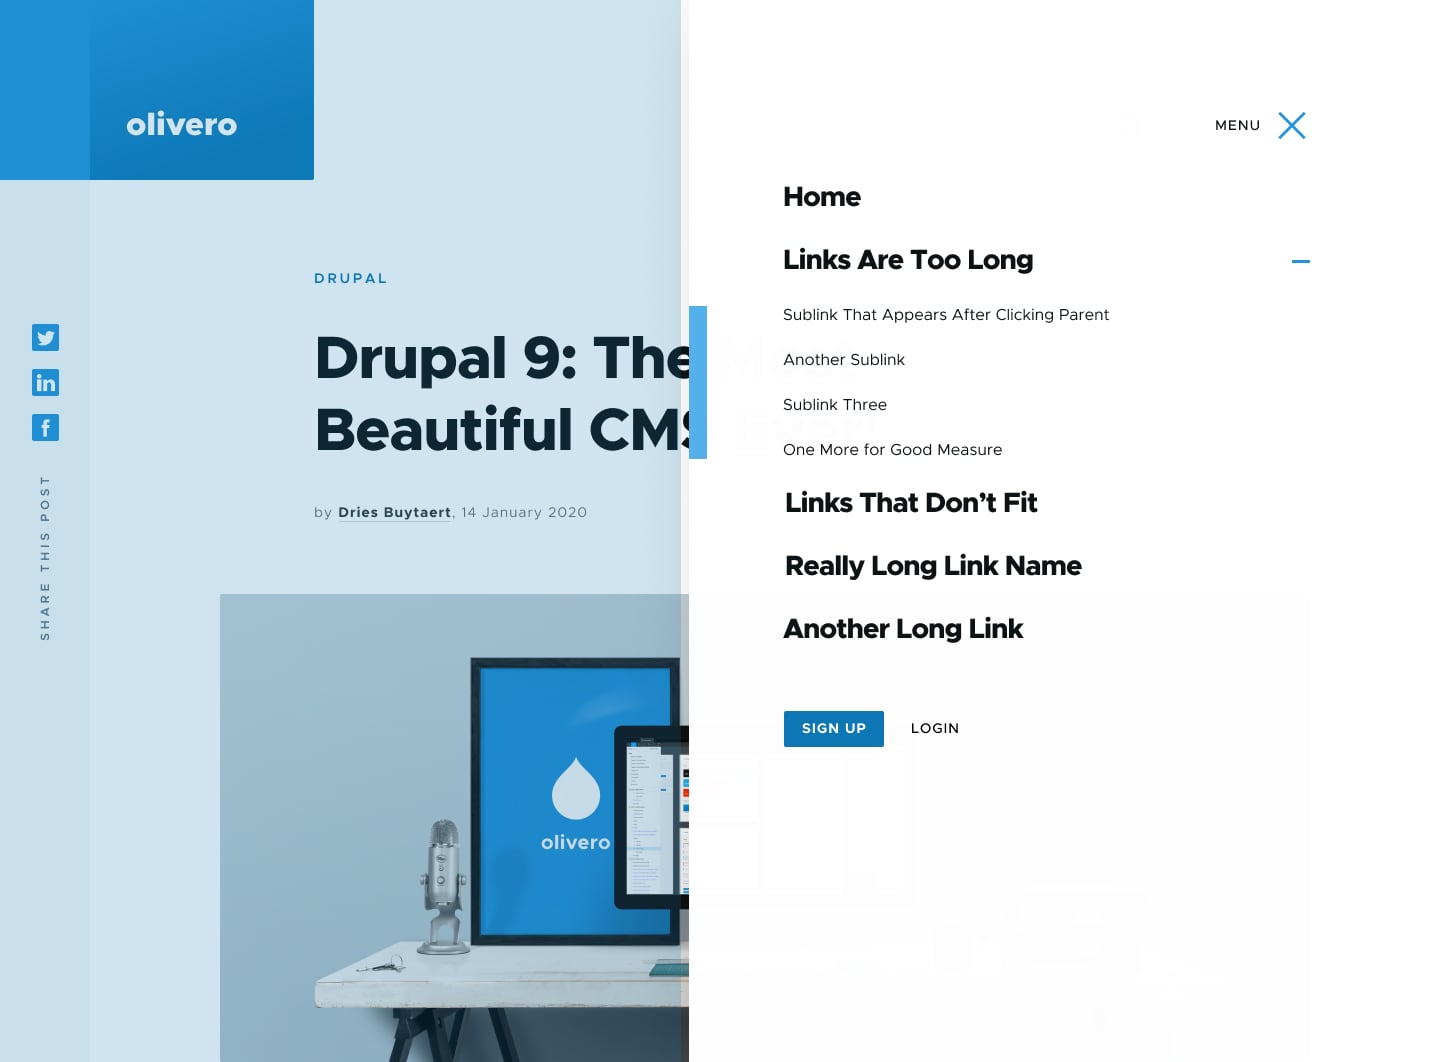 olivero
MENU
Home
Links Are Too Long
Sublink That Appears After Clicking Parent
Another Sublink
Sublink Three
One More for Good Measure
Links That Don’t Fit
Really Long Link Name
Another Long Link
SIGN UP
LOGIN
DRUPAL
Drupal 9: The Most
Beautiful CMS Ever!
by Dries Buytaert, 14 January 2020
SHARE THIS POST
olivero